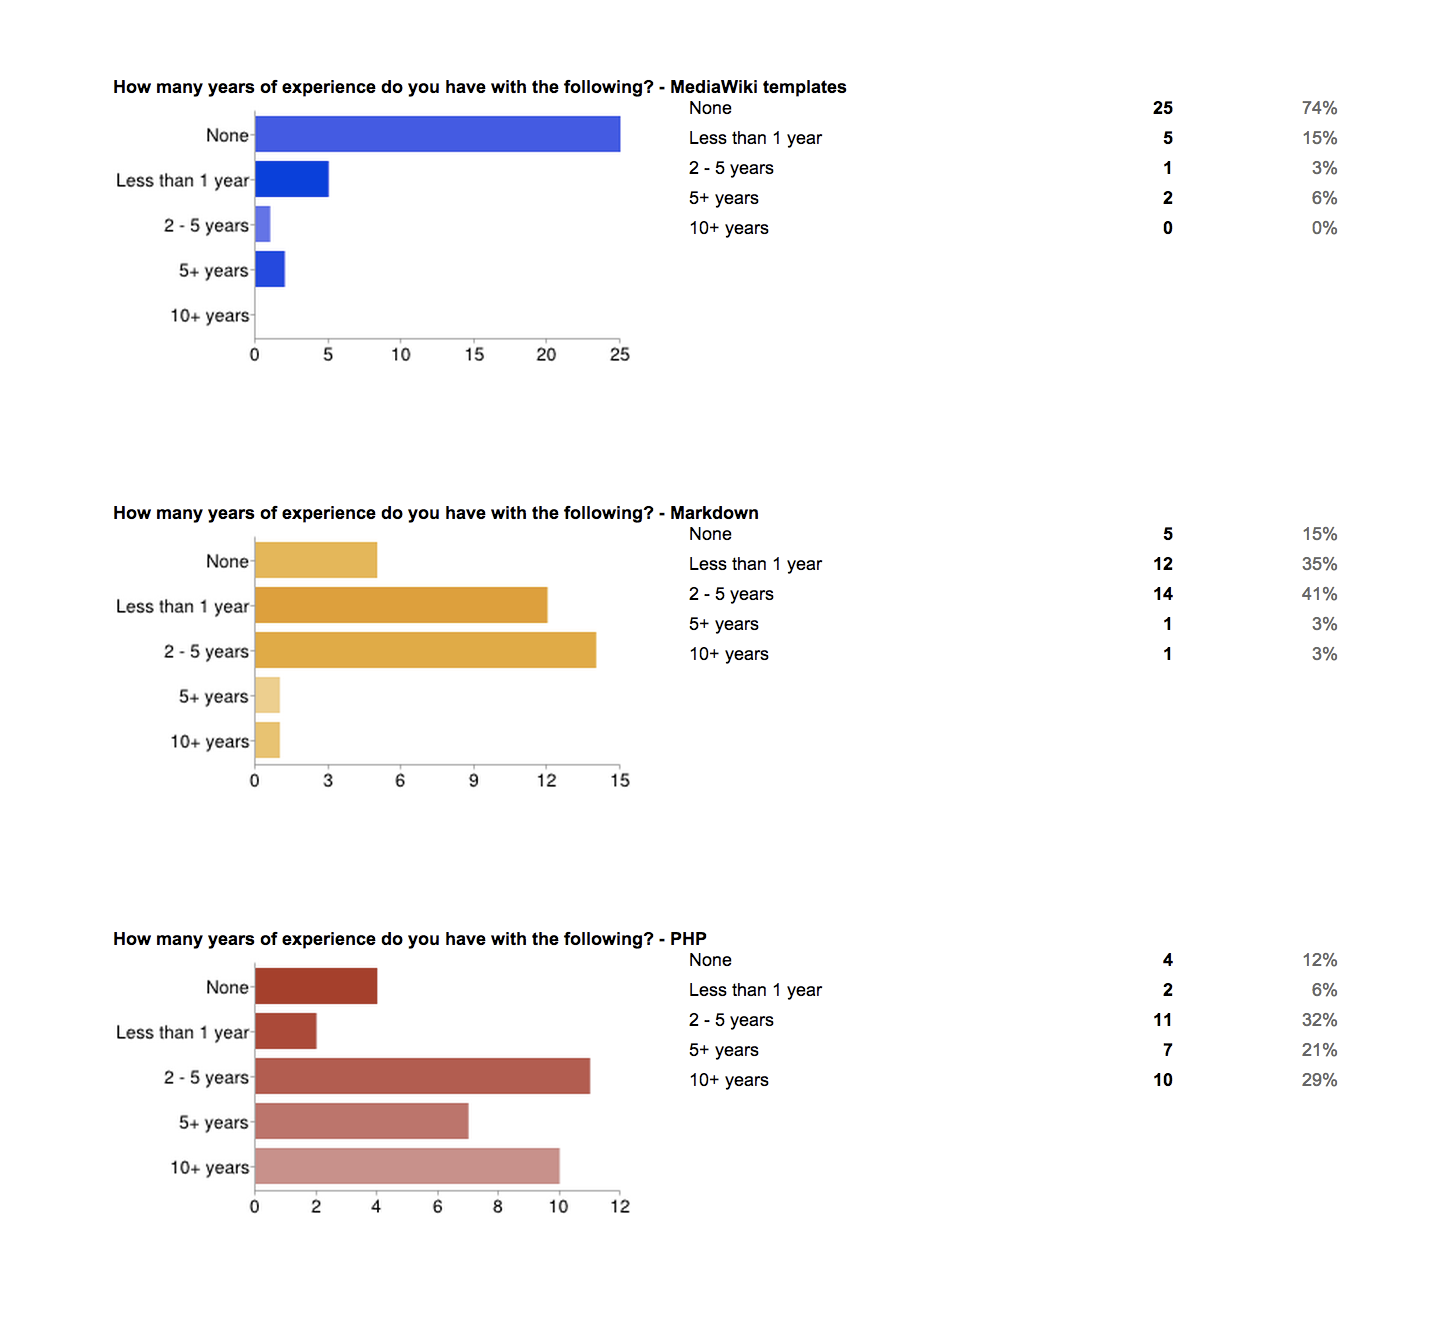 How many years of experience do you have with the following? - MediaWiki templates
None 25 74%
Less than 1 year 5 15%
2 - 5 years 1 3%
5+ years 2 6%
10+ years 0 0%
None
Less than 1 year
2 - 5 years
5+ years
10+ years
0 5 10 15 20 25
How many years of experience do you have with the following? - Markdown
None 5 15%
Less than 1 year 12 35%
2 - 5 years 14 41%
5+ years 1 3%
10+ years 1 3%
None
Less than 1 year
2 - 5 years
5+ years
10+ years
0 3 6 9 12 15
How many years of experience do you have with the following? - PHP
None 4 12%
Less than 1 year 2 6%
2 - 5 years 11 32%
5+ years 7 21%
10+ years 10 29%
None
Less than 1 year
2 - 5 years
5+ years
10+ years
0 2 4 6 8 10 12